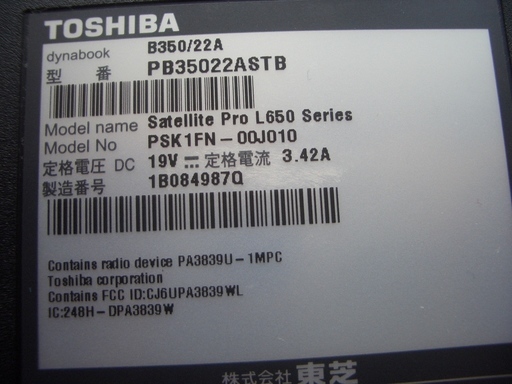 TOSHIBA
dynabook B350/22A
型 番 PB35022ASTB
Model name Satellite Pro L650 Series
Model No PSK1FN-00J010
定格電圧 DC 19V ⎓ 定格電流 3.42A
製造番号 1B084987Q
Contains radio device PA3839U-1MPC
Toshiba corporation
Contains FCC ID:CJ6UPA3839WL
IC:248H-DPA3839W
株式会社 東芝